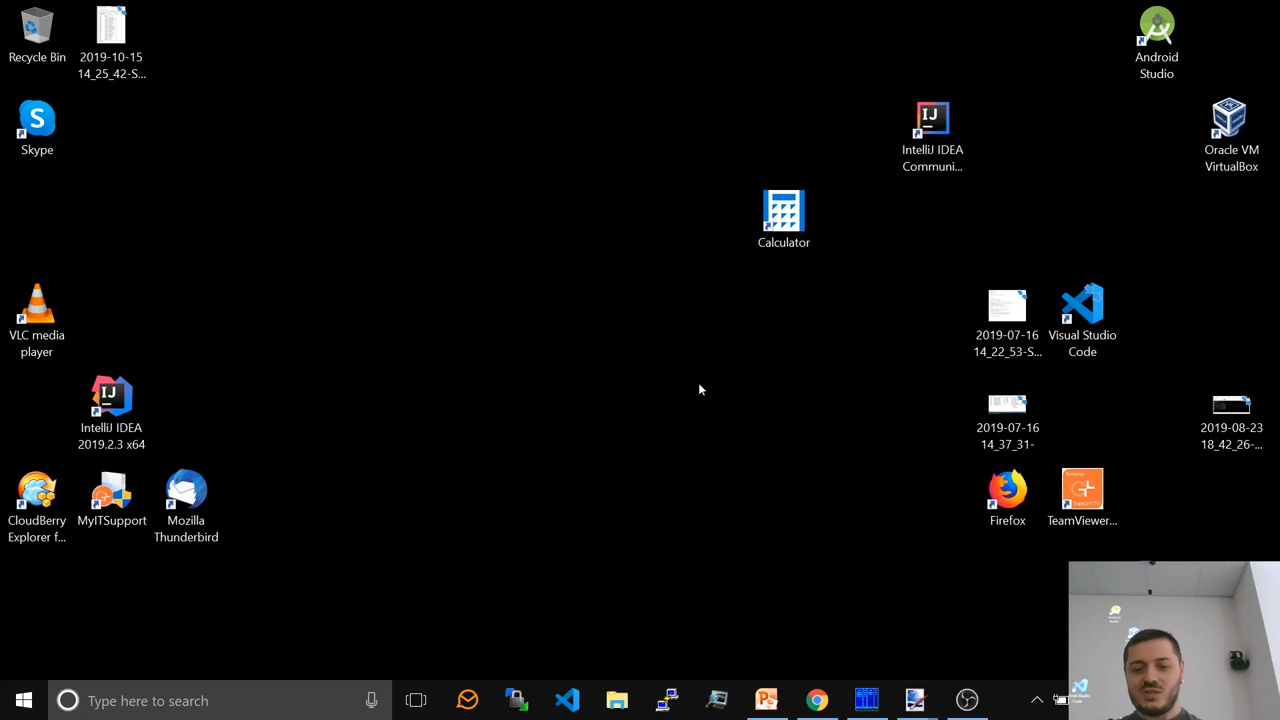 Recycle Bin
2019-10-15
14_25_42-S...
Android
Studio
Skype
IJ
IntelliJ IDEA
Communi...
Oracle VM
VirtualBox
Calculator
VLC media
player
2019-07-16
14_22_53-S...
Visual Studio
Code
IJ
IntelliJ IDEA
2019.2.3 x64
2019-07-16
14_37_31-
2019-08-23
18_42_26-...
CloudBerry
Explorer f...
MyITSupport
Mozilla
Thunderbird
Firefox
TeamViewer...
Type here to search